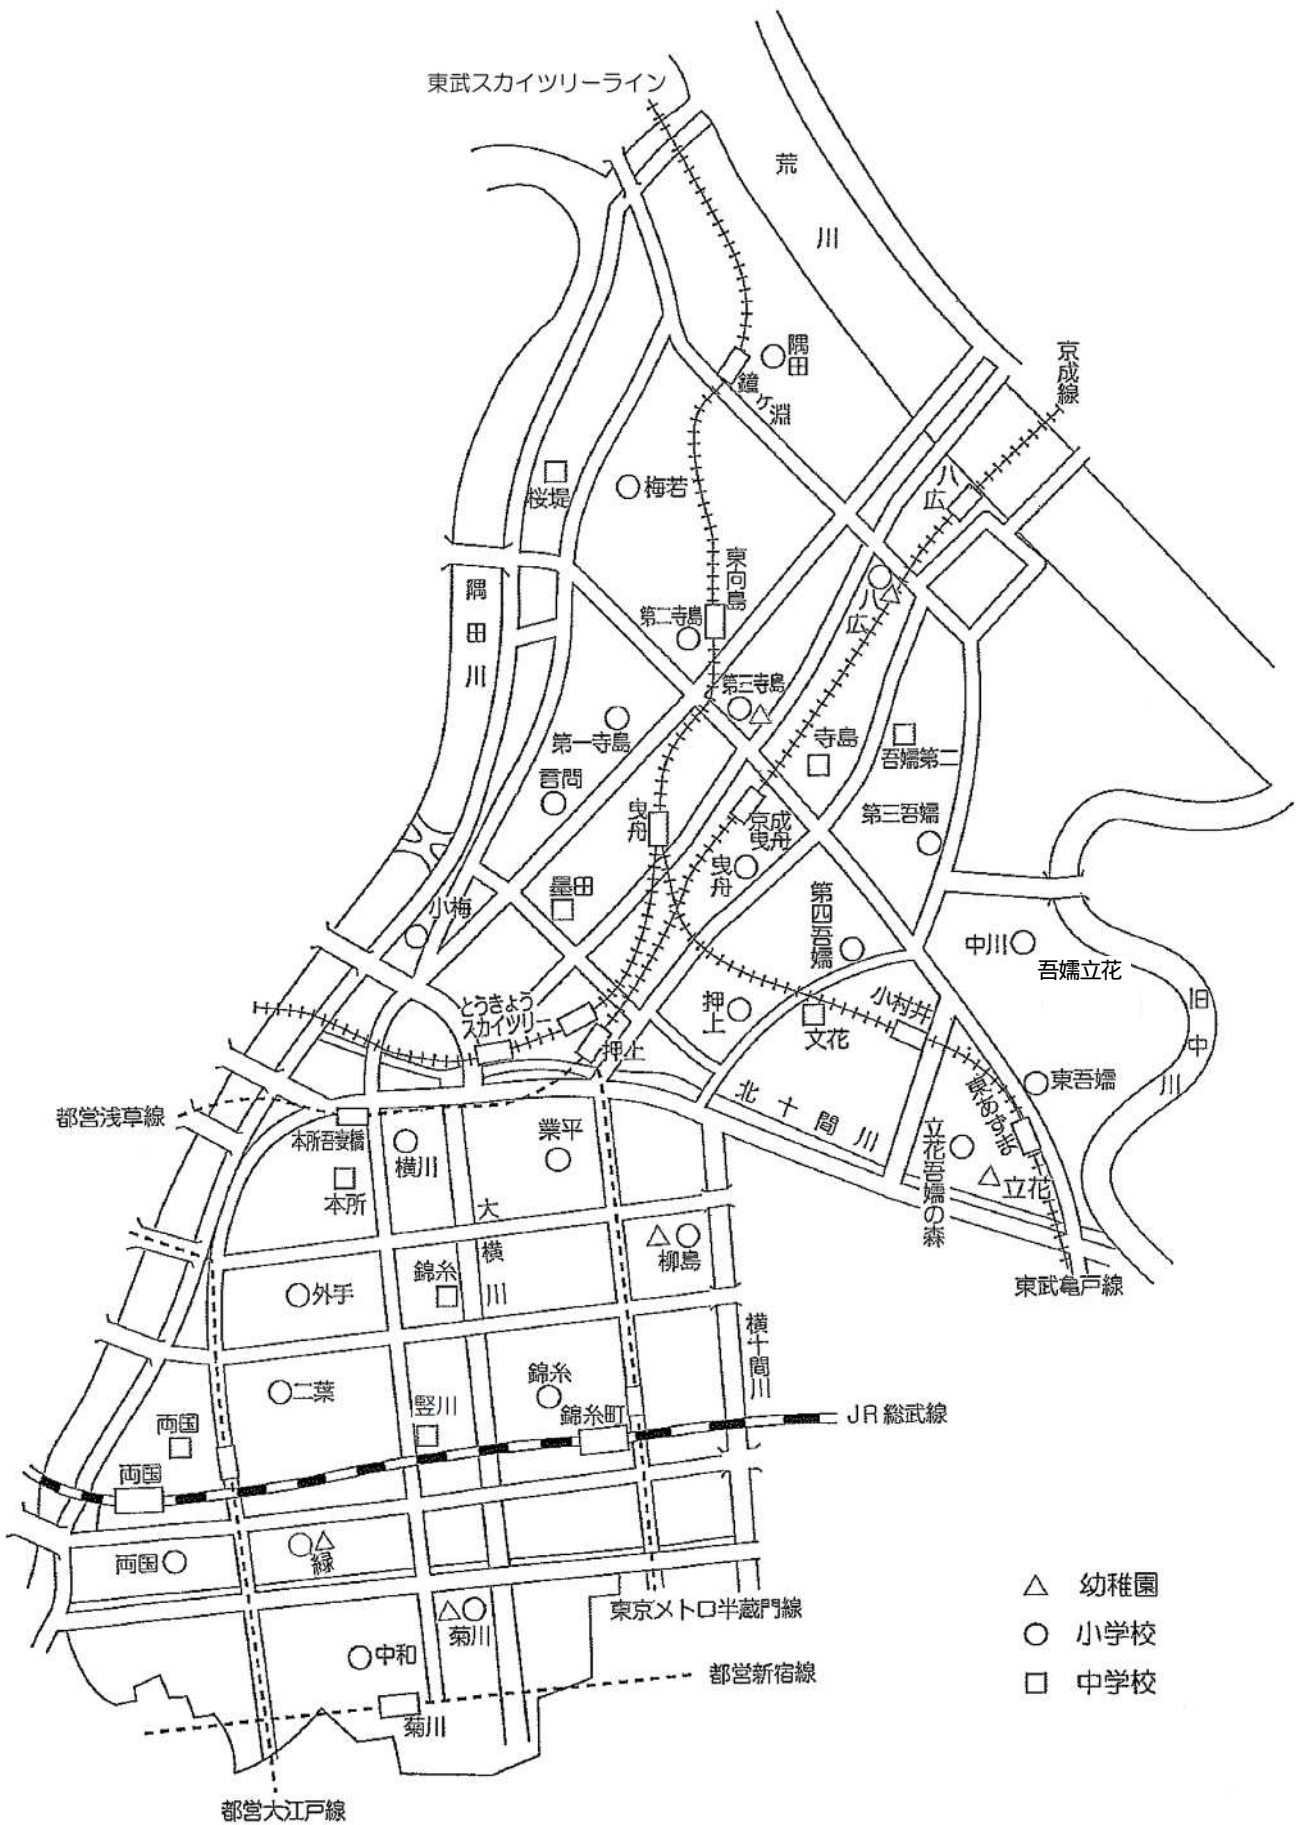 東武スカイツリーライン
荒川
京成線
隅田
鐘ヶ淵
八広
桜堤
梅若
東向島
隅田川
第二寺島
八広
第三寺島
第一寺島
寺島
吾嬬第二
言問
曳舟
京成曳舟
第三吾嬬
曳舟
墨田
小梅
第四吾嬬
中川
吾嬬立花
旧中川
とうきょう
スカイツリー
押上
押上
文花
小村井
東吾嬬
東あずま
北十間川
都営浅草線
本所吾妻橋
横川
業平
本所
立花吾嬬の森
立花
大横川
柳島
東武亀戸線
外手
錦糸
横十間川
二葉
錦糸
竪川
錦糸町
JR総武線
両国
両国
両国
緑
菊川
東京メトロ半蔵門線
中和
都営新宿線
菊川
都営大江戸線
△ 幼稚園
○ 小学校
□ 中学校